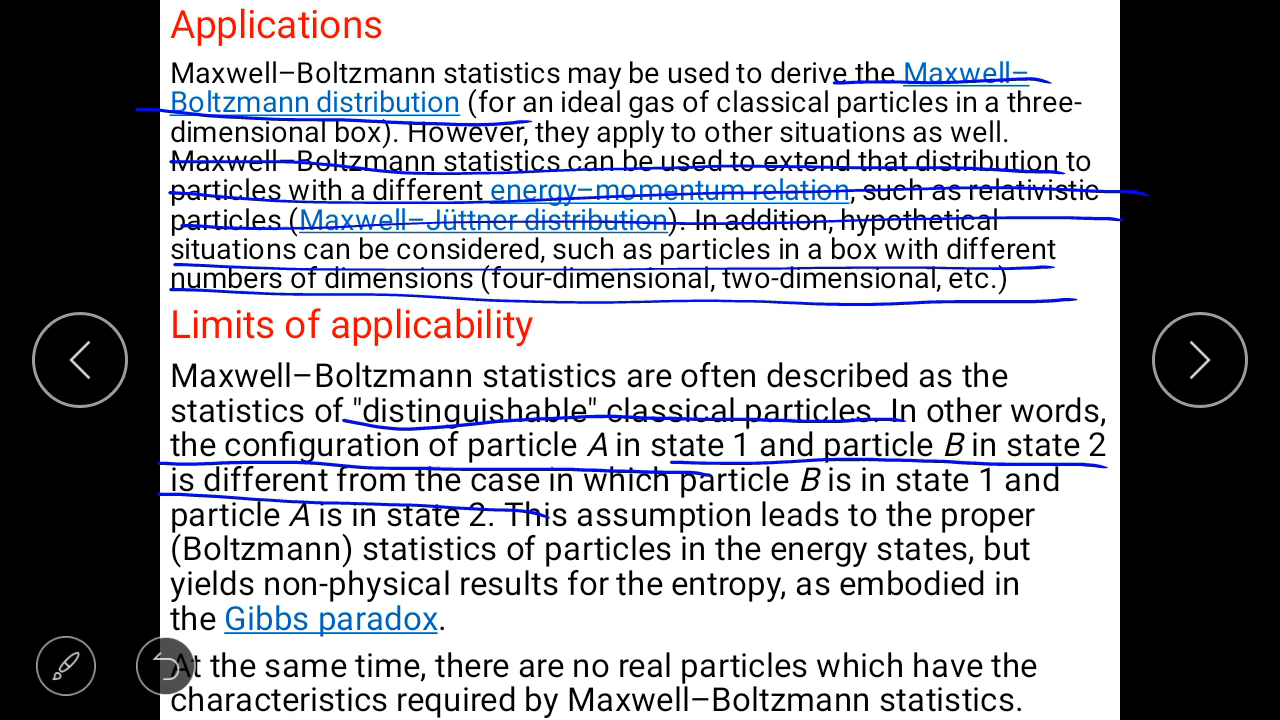 Applications
Maxwell–Boltzmann statistics may be used to derive the Maxwell–
Boltzmann distribution (for an ideal gas of classical particles in a three-
dimensional box). However, they apply to other situations as well.
Maxwell–Boltzmann statistics can be used to extend that distribution to
particles with a different energy–momentum relation, such as relativistic
particles (Maxwell–Jüttner distribution). In addition, hypothetical
situations can be considered, such as particles in a box with different
numbers of dimensions (four-dimensional, two-dimensional, etc.)
Limits of applicability
Maxwell–Boltzmann statistics are often described as the
statistics of "distinguishable" classical particles. In other words,
the configuration of particle A in state 1 and particle B in state 2
is different from the case in which particle B is in state 1 and
particle A is in state 2. This assumption leads to the proper
(Boltzmann) statistics of particles in the energy states, but
yields non-physical results for the entropy, as embodied in
the Gibbs paradox.
At the same time, there are no real particles which have the
characteristics required by Maxwell–Boltzmann statistics.